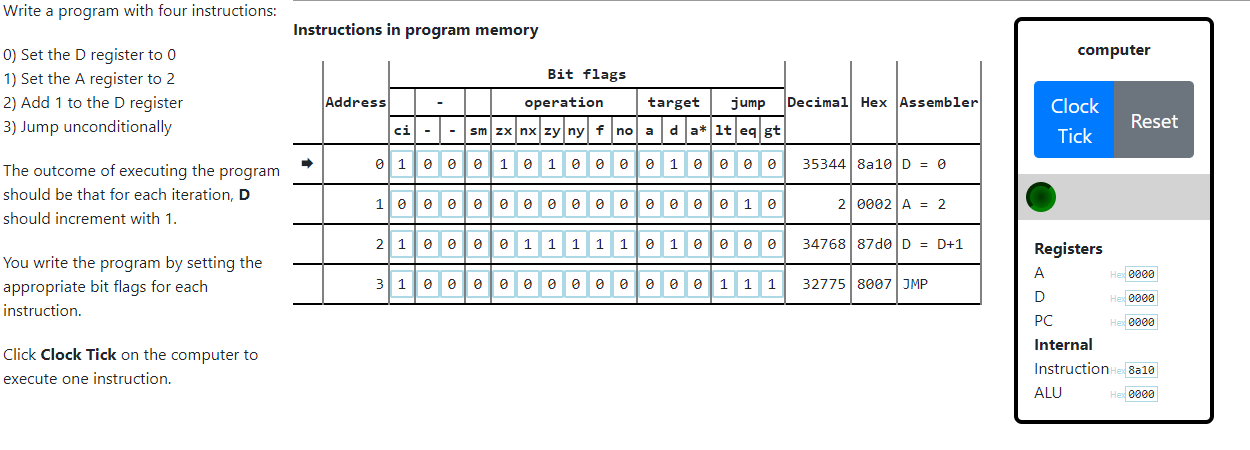 Write a program with four instructions:
0) Set the D register to 0
1) Set the A register to 2
2) Add 1 to the D register
3) Jump unconditionally
The outcome of executing the program
should be that for each iteration, D
should increment with 1.
You write the program by setting the
appropriate bit flags for each
instruction.
Click Clock Tick on the computer to
execute one instruction.
Instructions in program memory
Bit flags
Address - operation target jump Decimal Hex Assembler
ci - - sm zx nx zy ny f no a d a* lt eq gt
0 1 0 0 0 1 0 1 0 0 0 0 1 0 0 0 0 35344 8a10 D = 0
1 0 0 0 0 0 0 0 0 0 0 0 0 0 0 1 0 2 0002 A = 2
2 1 0 0 0 0 1 1 1 1 1 0 1 0 0 0 0 34768 87d0 D = D+1
3 1 0 0 0 0 0 0 0 0 0 0 0 0 1 1 1 32775 8007 JMP
computer
Clock Tick
Reset
Registers
A Hex 0000
D Hex 0000
PC Hex 0000
Internal
Instruction Hex 8a10
ALU Hex 0000